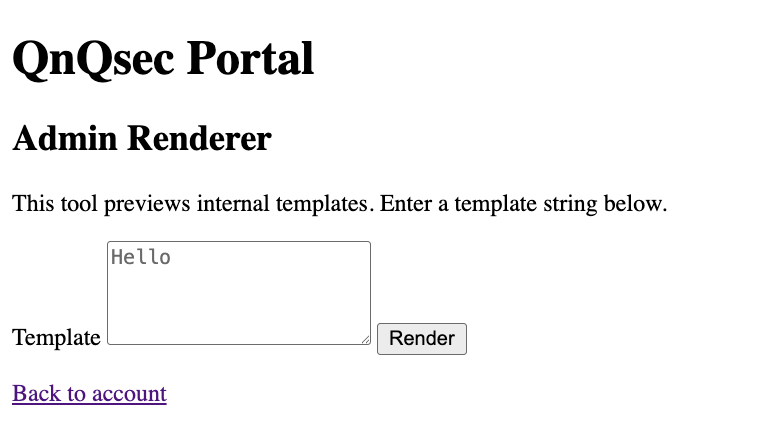 QnQsec Portal
Admin Renderer
This tool previews internal templates. Enter a template string below.
Hello
Template Render
Back to account